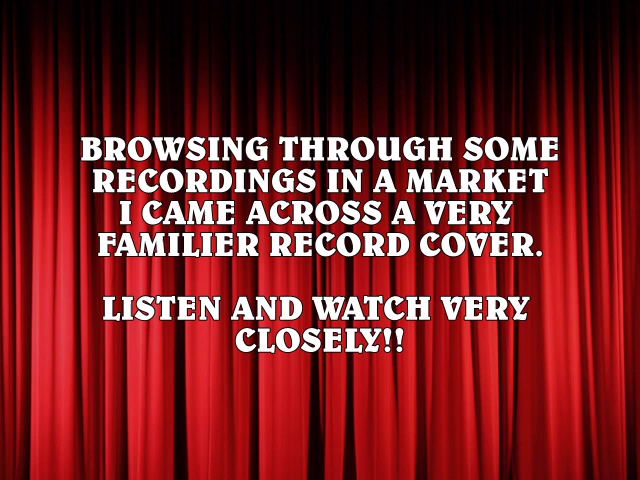 BROWSING THROUGH SOME
RECORDINGS IN A MARKET
I CAME ACROSS A VERY
FAMILIER RECORD COVER.
LISTEN AND WATCH VERY
CLOSELY!!